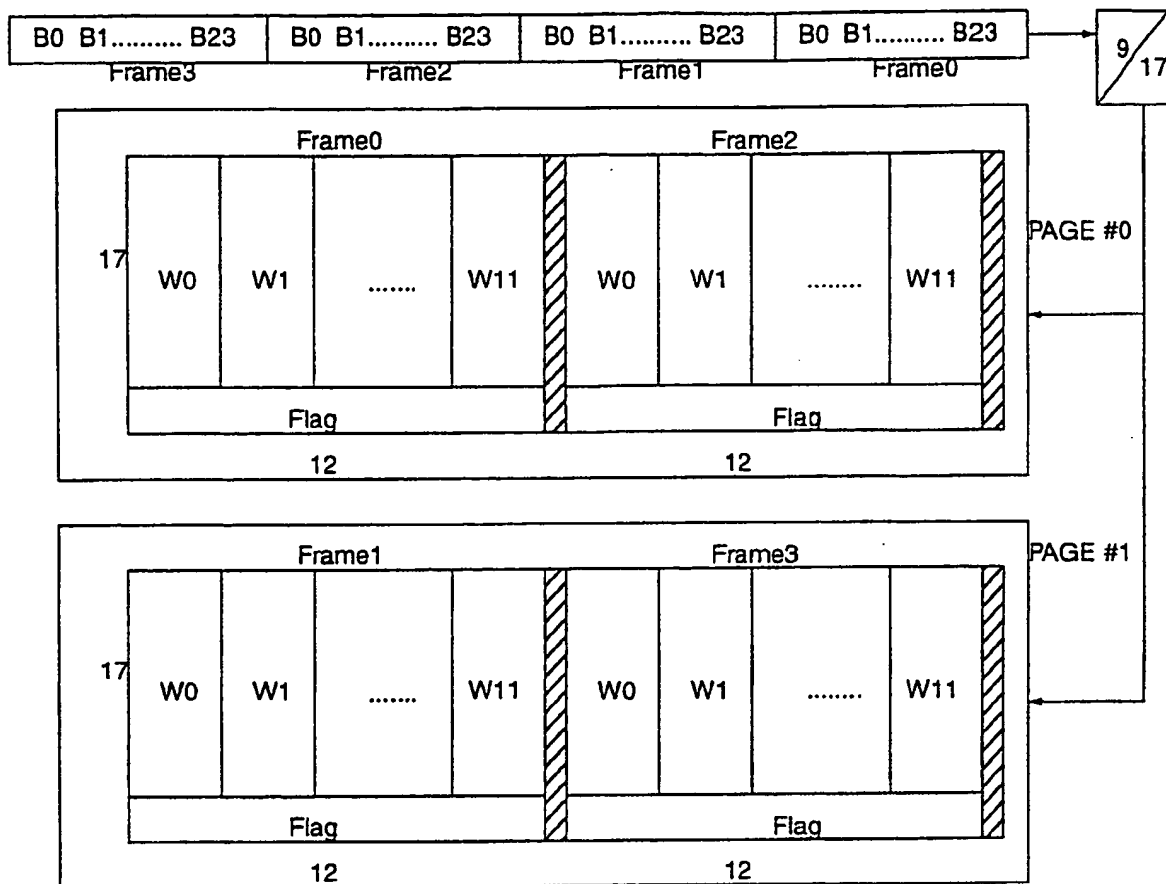 B0 B1.......... B23 B0 B1.......... B23 B0 B1.......... B23 B0 B1.......... B23
Frame3 Frame2 Frame1 Frame0
9 17
Frame0 Frame2
PAGE #0
17
W0 W1 ....... W11 W0 W1 ........ W11
Flag Flag
12 12
Frame1 Frame3
PAGE #1
17
W0 W1 ....... W11 W0 W1 ........ W11
Flag Flag
12 12